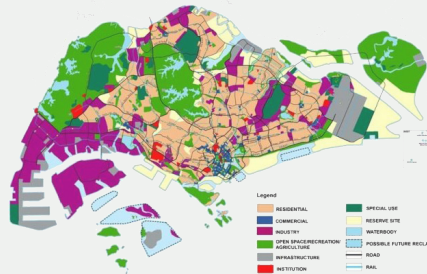 Legend
RESIDENTIAL
COMMERCIAL
INDUSTRY
OPEN SPACE/RECREATION/
AGRICULTURE
INFRASTRUCTURE
INSTITUTION
SPECIAL USE
RESERVE SITE
WATERBODY
POSSIBLE FUTURE RECLA
ROAD
RAIL